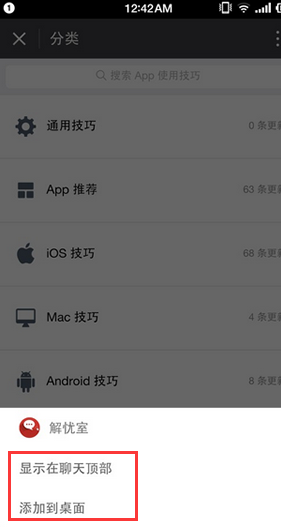 1 12:42AM
分类
搜索 App 使用技巧
通用技巧 0 条更
App 推荐 63 条更新
iOS 技巧 68 条更新
Mac 技巧 4 条更新
Android 技巧 8 条更新
解忧室
显示在聊天顶部
添加到桌面